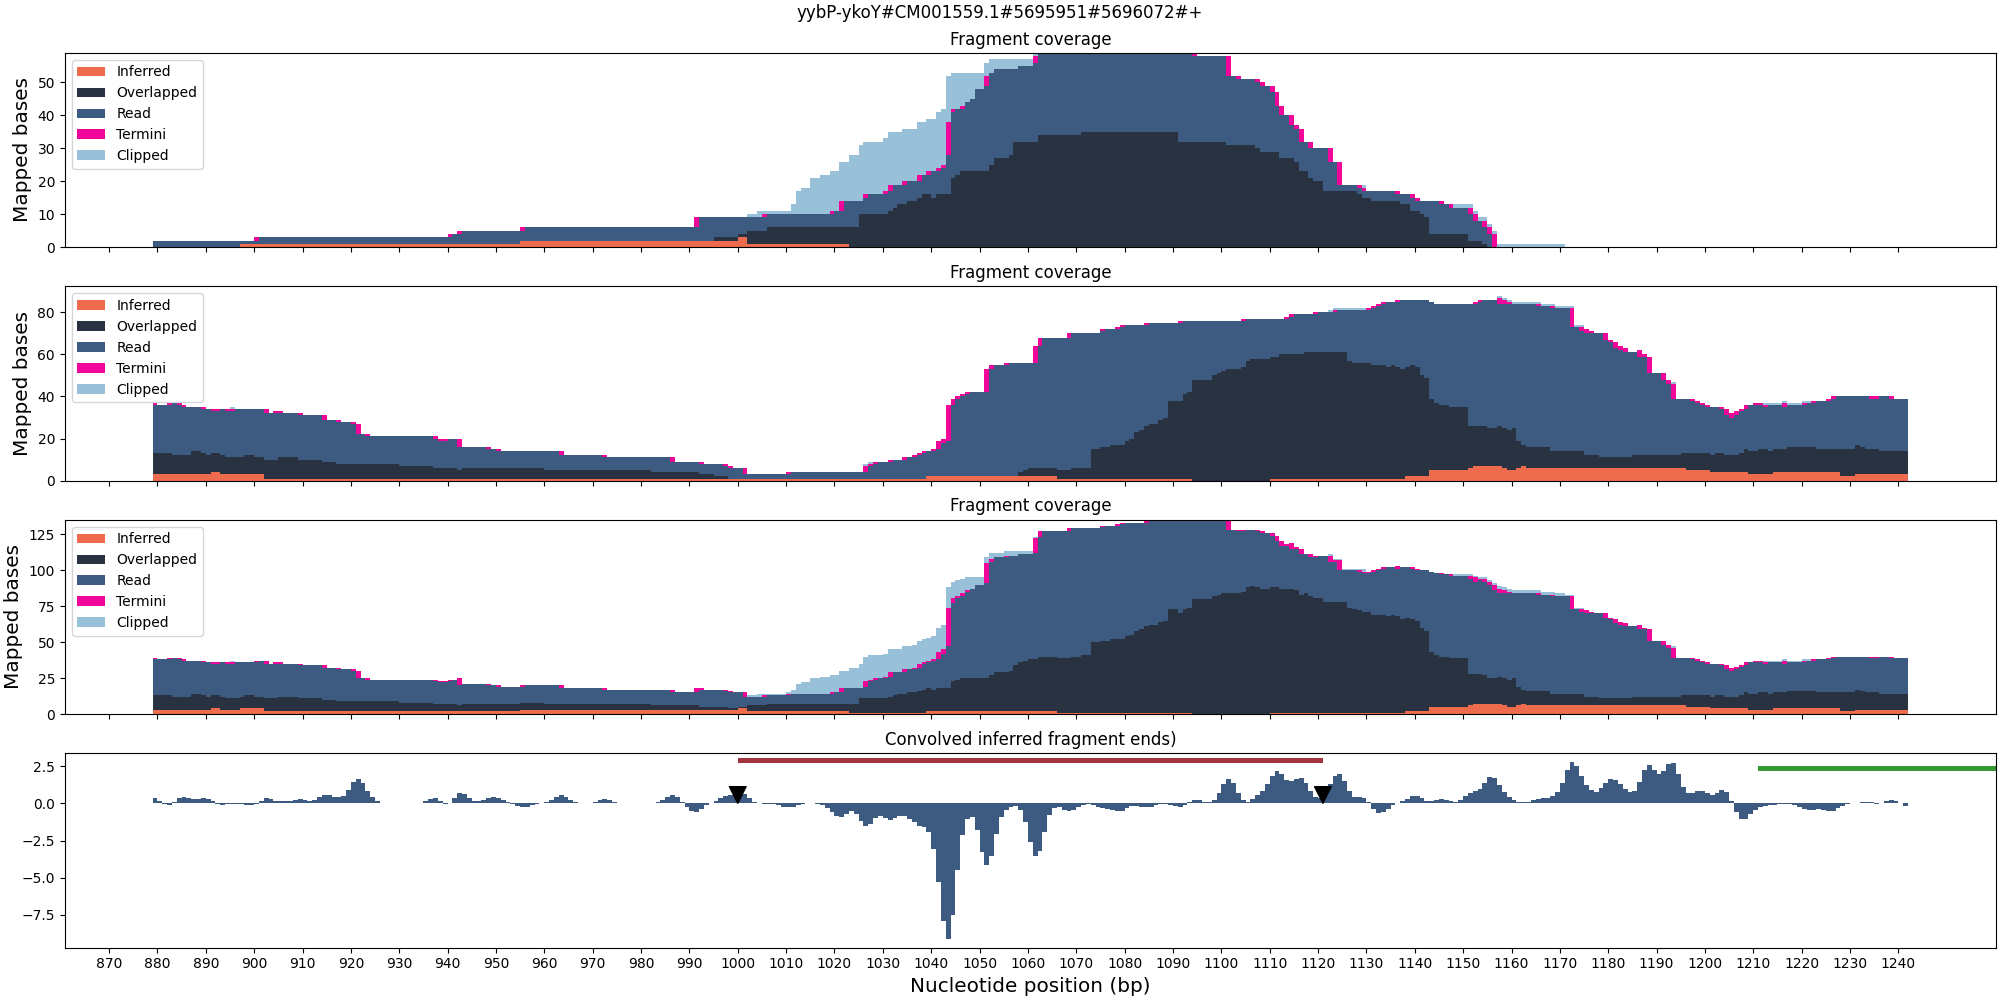 yybP-ykoY#CM001559.1#5695951#5696072#+
Fragment coverage
Mapped bases
50
40
30
20
10
0
Inferred
Overlapped
Read
Termini
Clipped
Fragment coverage
Mapped bases
80
60
40
20
0
Inferred
Overlapped
Read
Termini
Clipped
Fragment coverage
Mapped bases
125
100
75
50
25
0
Inferred
Overlapped
Read
Termini
Clipped
Convolved inferred fragment ends)
2.5
0.0
−2.5
−5.0
−7.5
870 880 890 900 910 920 930 940 950 960 970 980 990 1000 1010 1020 1030 1040 1050 1060 1070 1080 1090 1100 1110 1120 1130 1140 1150 1160 1170 1180 1190 1200 1210 1220 1230 1240
Nucleotide position (bp)